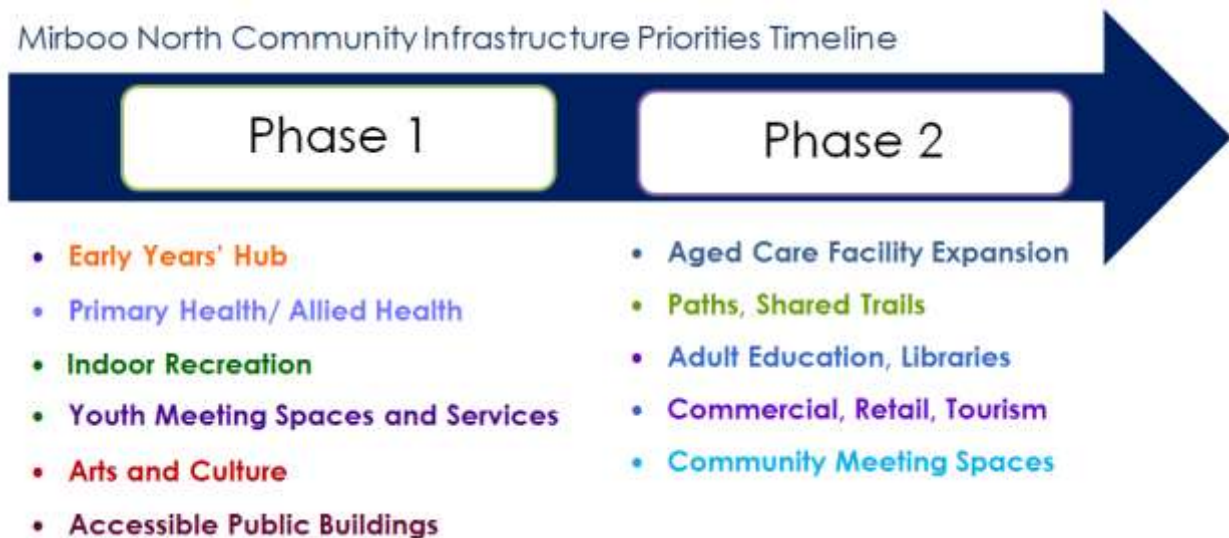 Mirboo North Community Infrastructure Priorities Timeline
Phase 1
Phase 2
• Early Years' Hub
• Primary Health/ Allied Health
• Indoor Recreation
• Youth Meeting Spaces and Services
• Arts and Culture
• Accessible Public Buildings
• Aged Care Facility Expansion
• Paths, Shared Trails
• Adult Education, Libraries
• Commercial, Retail, Tourism
• Community Meeting Spaces